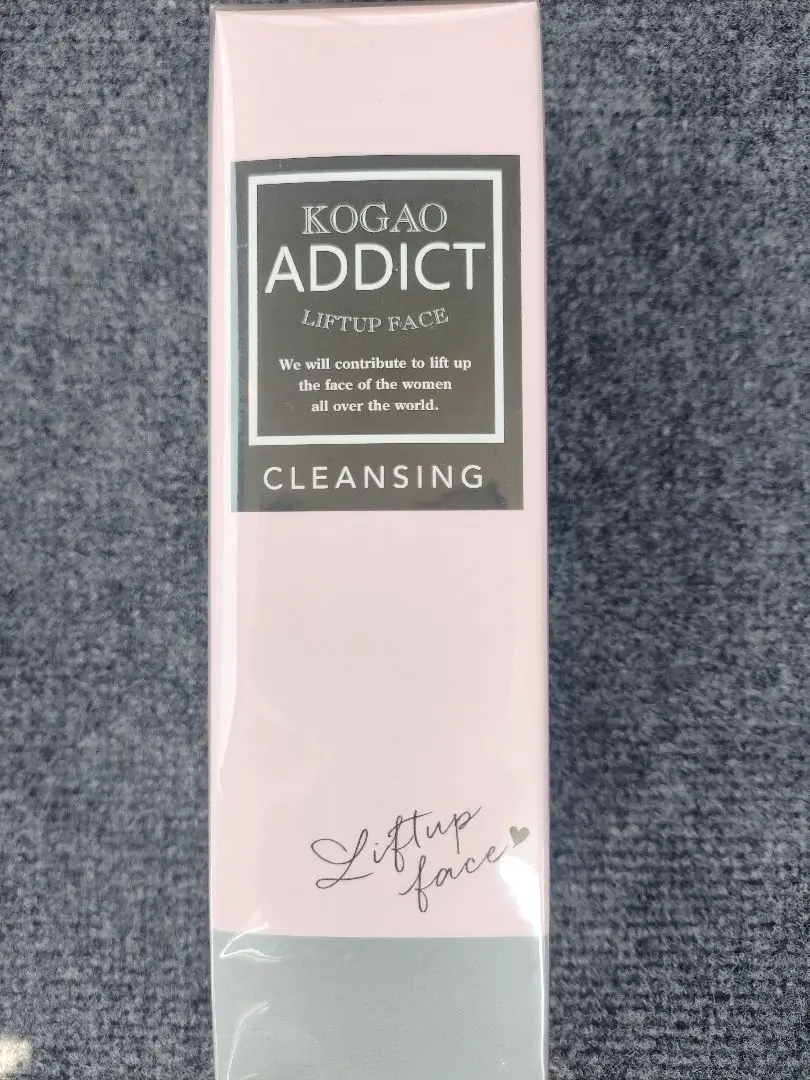 KOGAO
ADDICT
LIFTUP FACE
We will contribute to lift up
the face of the women
all over the world.
CLEANSING
Liftup
face